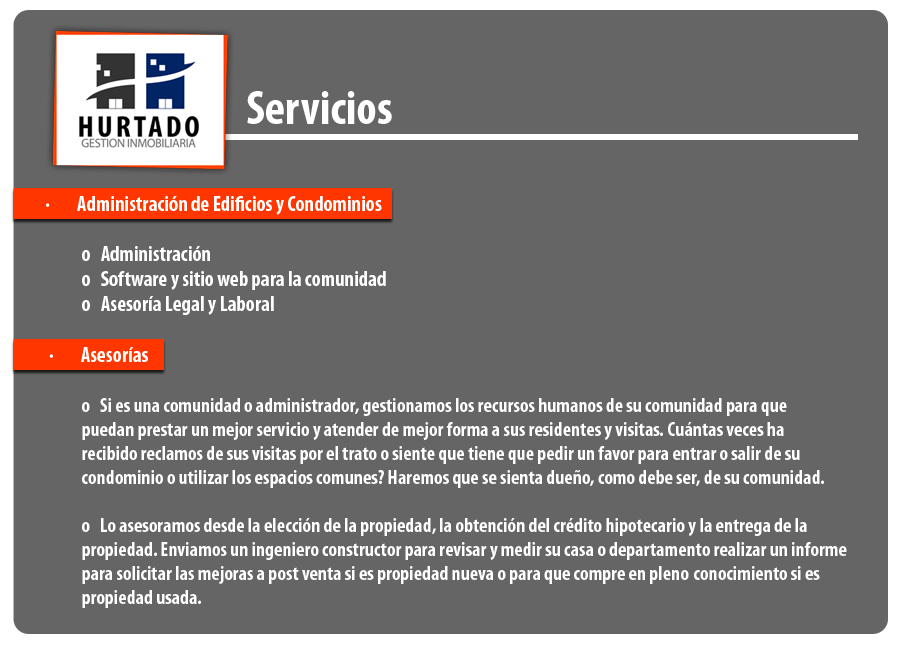 HURTADO
GESTION INMOBILIARIA
Servicios
· Administración de Edificios y Condominios
o Administración
o Software y sitio web para la comunidad
o Asesoría Legal y Laboral
· Asesorías
o Si es una comunidad o administrador, gestionamos los recursos humanos de su comunidad para que
puedan prestar un mejor servicio y atender de mejor forma a sus residentes y visitas. Cuántas veces ha
recibido reclamos de sus visitas por el trato o siente que tiene que pedir un favor para entrar o salir de su
condominio o utilizar los espacios comunes? Haremos que se sienta dueño, como debe ser, de su comunidad.
o Lo asesoramos desde la elección de la propiedad, la obtención del crédito hipotecario y la entrega de la
propiedad. Enviamos un ingeniero constructor para revisar y medir su casa o departamento realizar un informe
para solicitar las mejoras a post venta si es propiedad nueva o para que compre en pleno conocimiento si es
propiedad usada.